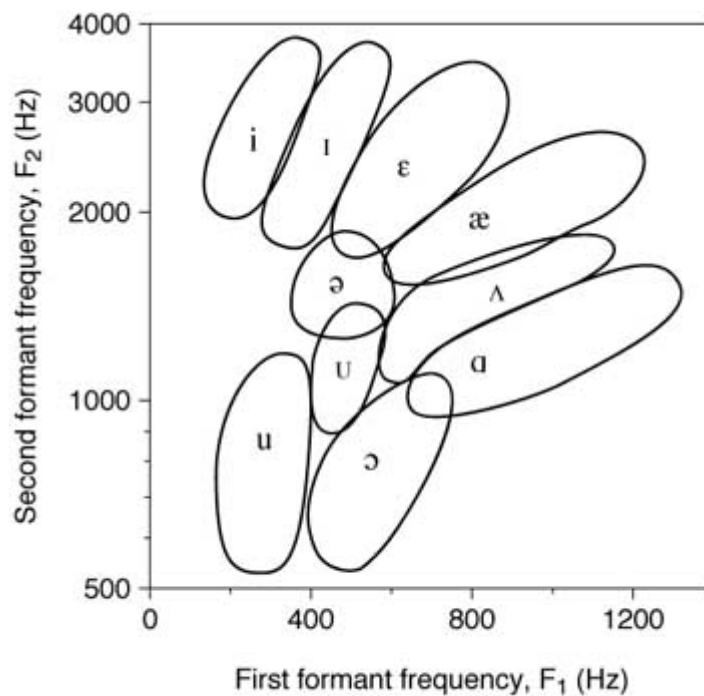 4000
3000
2000
1000
500
Second formant frequency, F₂ (Hz)
i
ɪ
ɛ
æ
ə
ʌ
ʊ
ɑ
u
ɔ
0
400
800
1200
First formant frequency, F₁ (Hz)